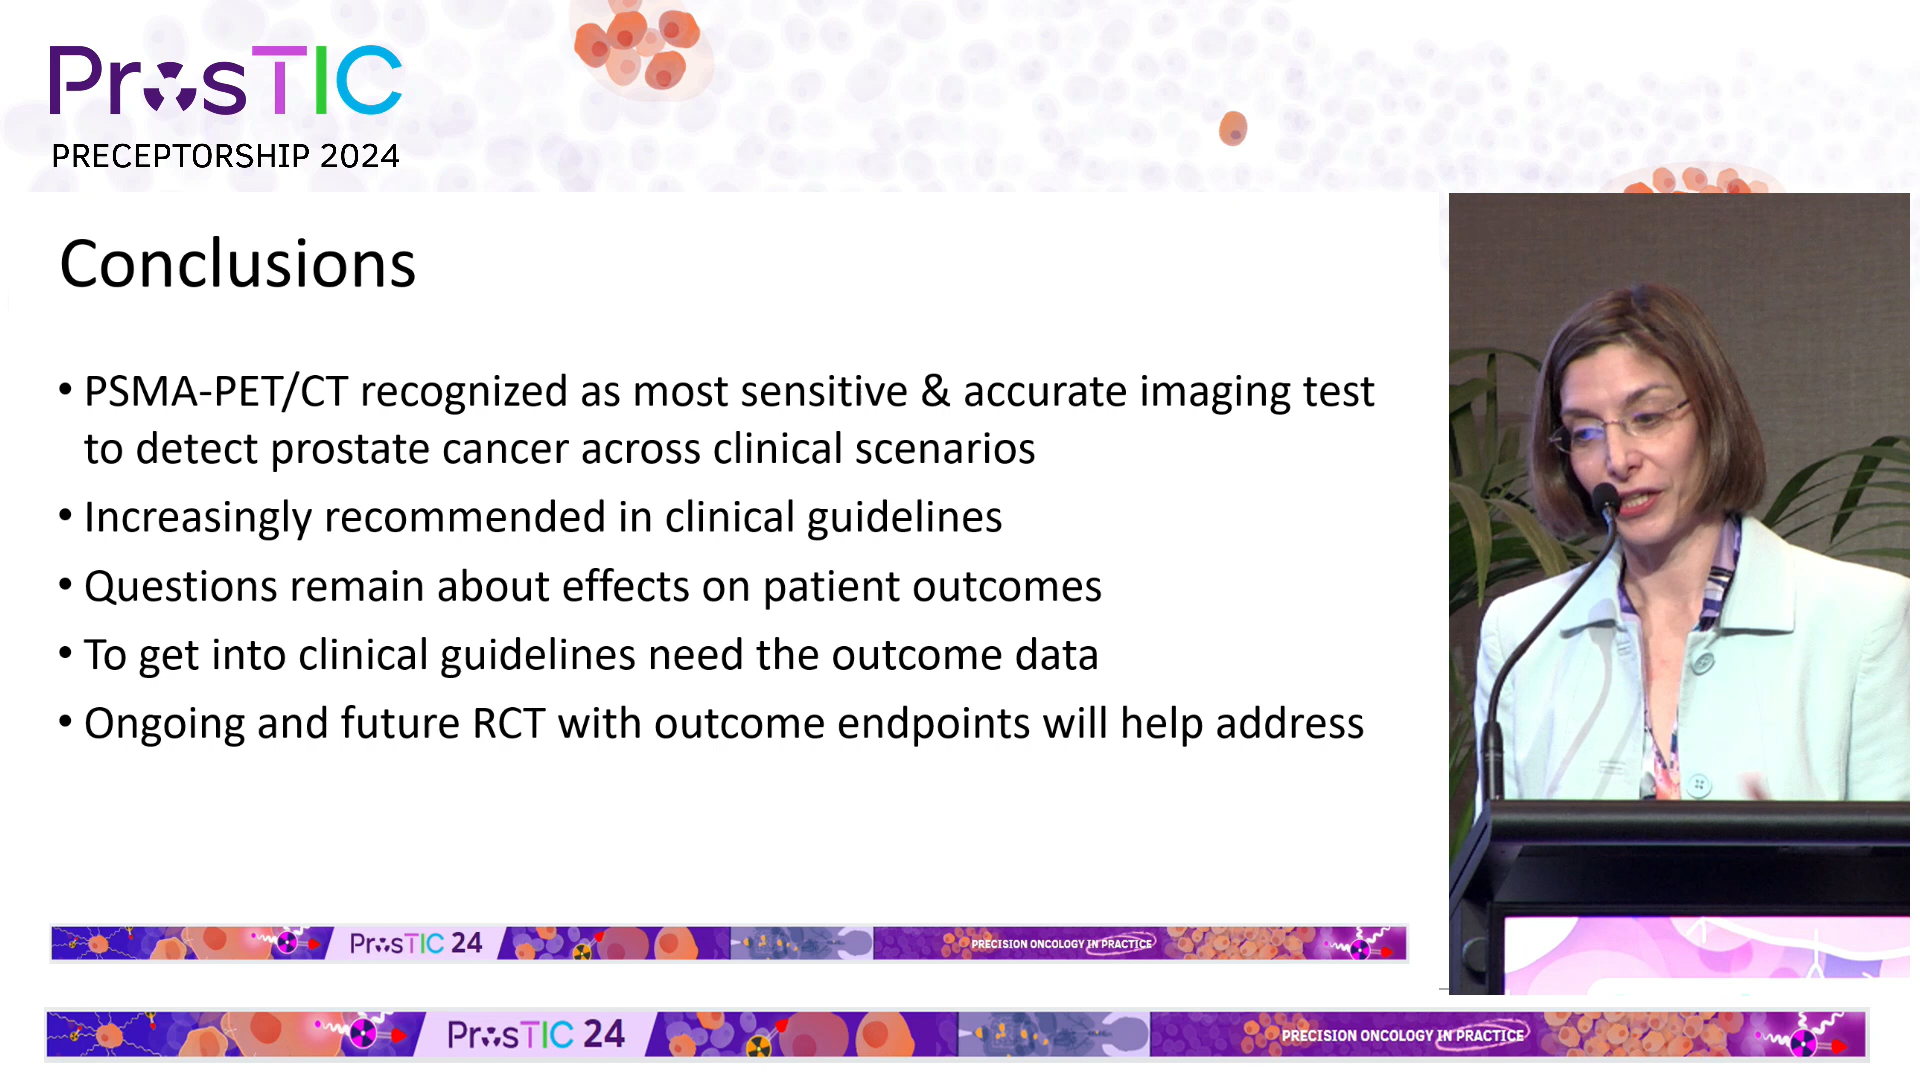 ProsTIC
PRECEPTORSHIP 2024
Conclusions
• PSMA-PET/CT recognized as most sensitive & accurate imaging test
to detect prostate cancer across clinical scenarios
• Increasingly recommended in clinical guidelines
• Questions remain about effects on patient outcomes
• To get into clinical guidelines need the outcome data
• Ongoing and future RCT with outcome endpoints will help address
ProsTIC 24
PRECISION ONCOLOGY IN PRACTICE
ProsTIC 24
PRECISION ONCOLOGY IN PRACTICE